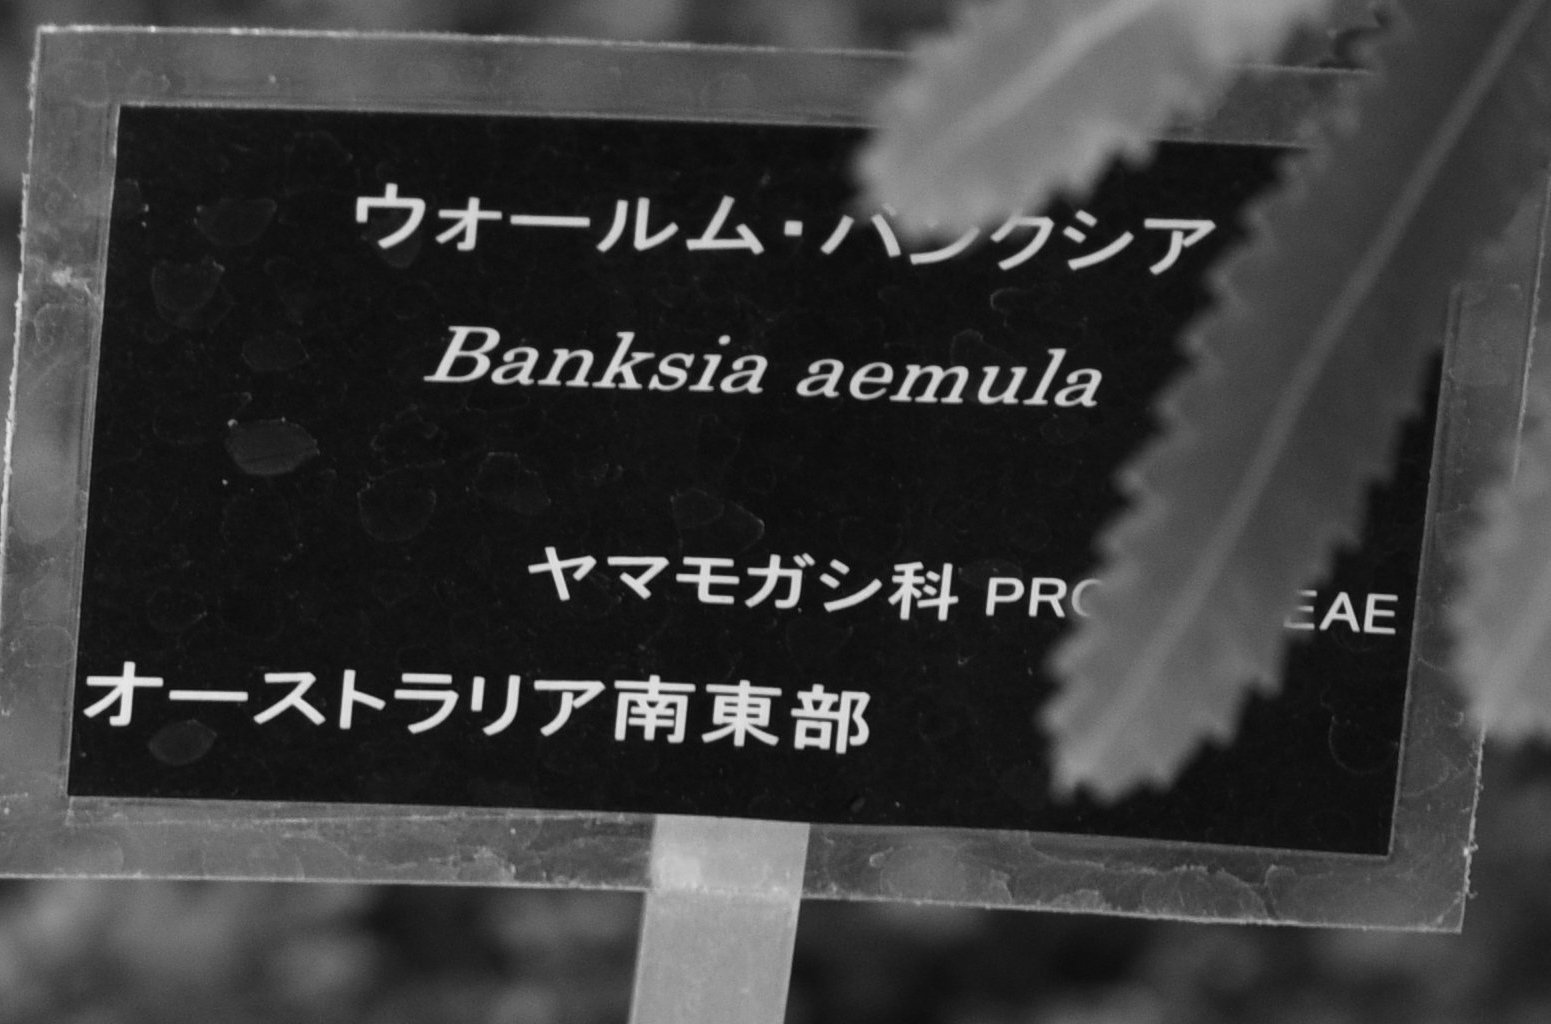 ウォールム・バンクシア
Banksia aemula
ヤマモガシ科
オーストラリア南東部